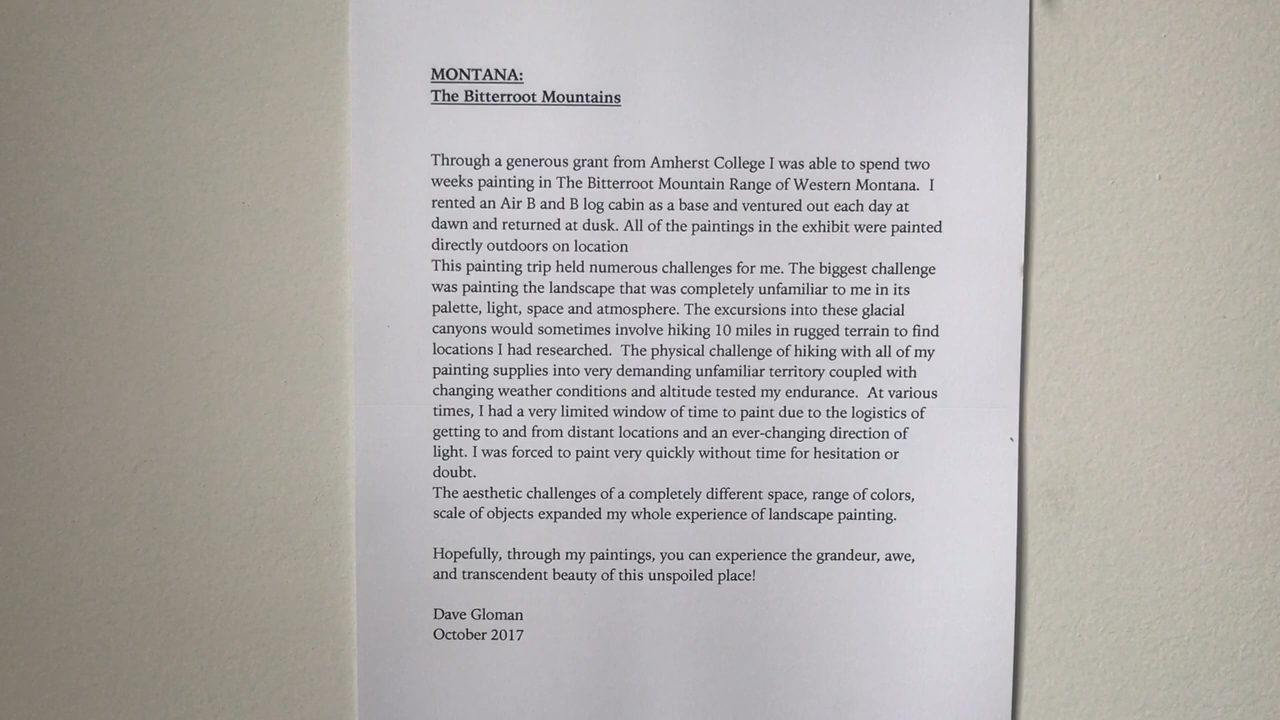 MONTANA:
The Bitterroot Mountains
Through a generous grant from Amherst College I was able to spend two
weeks painting in The Bitterroot Mountain Range of Western Montana.  I
rented an Air B and B log cabin as a base and ventured out each day at
dawn and returned at dusk. All of the paintings in the exhibit were painted
directly outdoors on location
This painting trip held numerous challenges for me. The biggest challenge
was painting the landscape that was completely unfamiliar to me in its
palette, light, space and atmosphere. The excursions into these glacial
canyons would sometimes involve hiking 10 miles in rugged terrain to find
locations I had researched.  The physical challenge of hiking with all of my
painting supplies into very demanding unfamiliar territory coupled with
changing weather conditions and altitude tested my endurance.  At various
times, I had a very limited window of time to paint due to the logistics of
getting to and from distant locations and an ever-changing direction of
light. I was forced to paint very quickly without time for hesitation or
doubt.
The aesthetic challenges of a completely different space, range of colors,
scale of objects expanded my whole experience of landscape painting.
Hopefully, through my paintings, you can experience the grandeur, awe,
and transcendent beauty of this unspoiled place!
Dave Gloman
October 2017